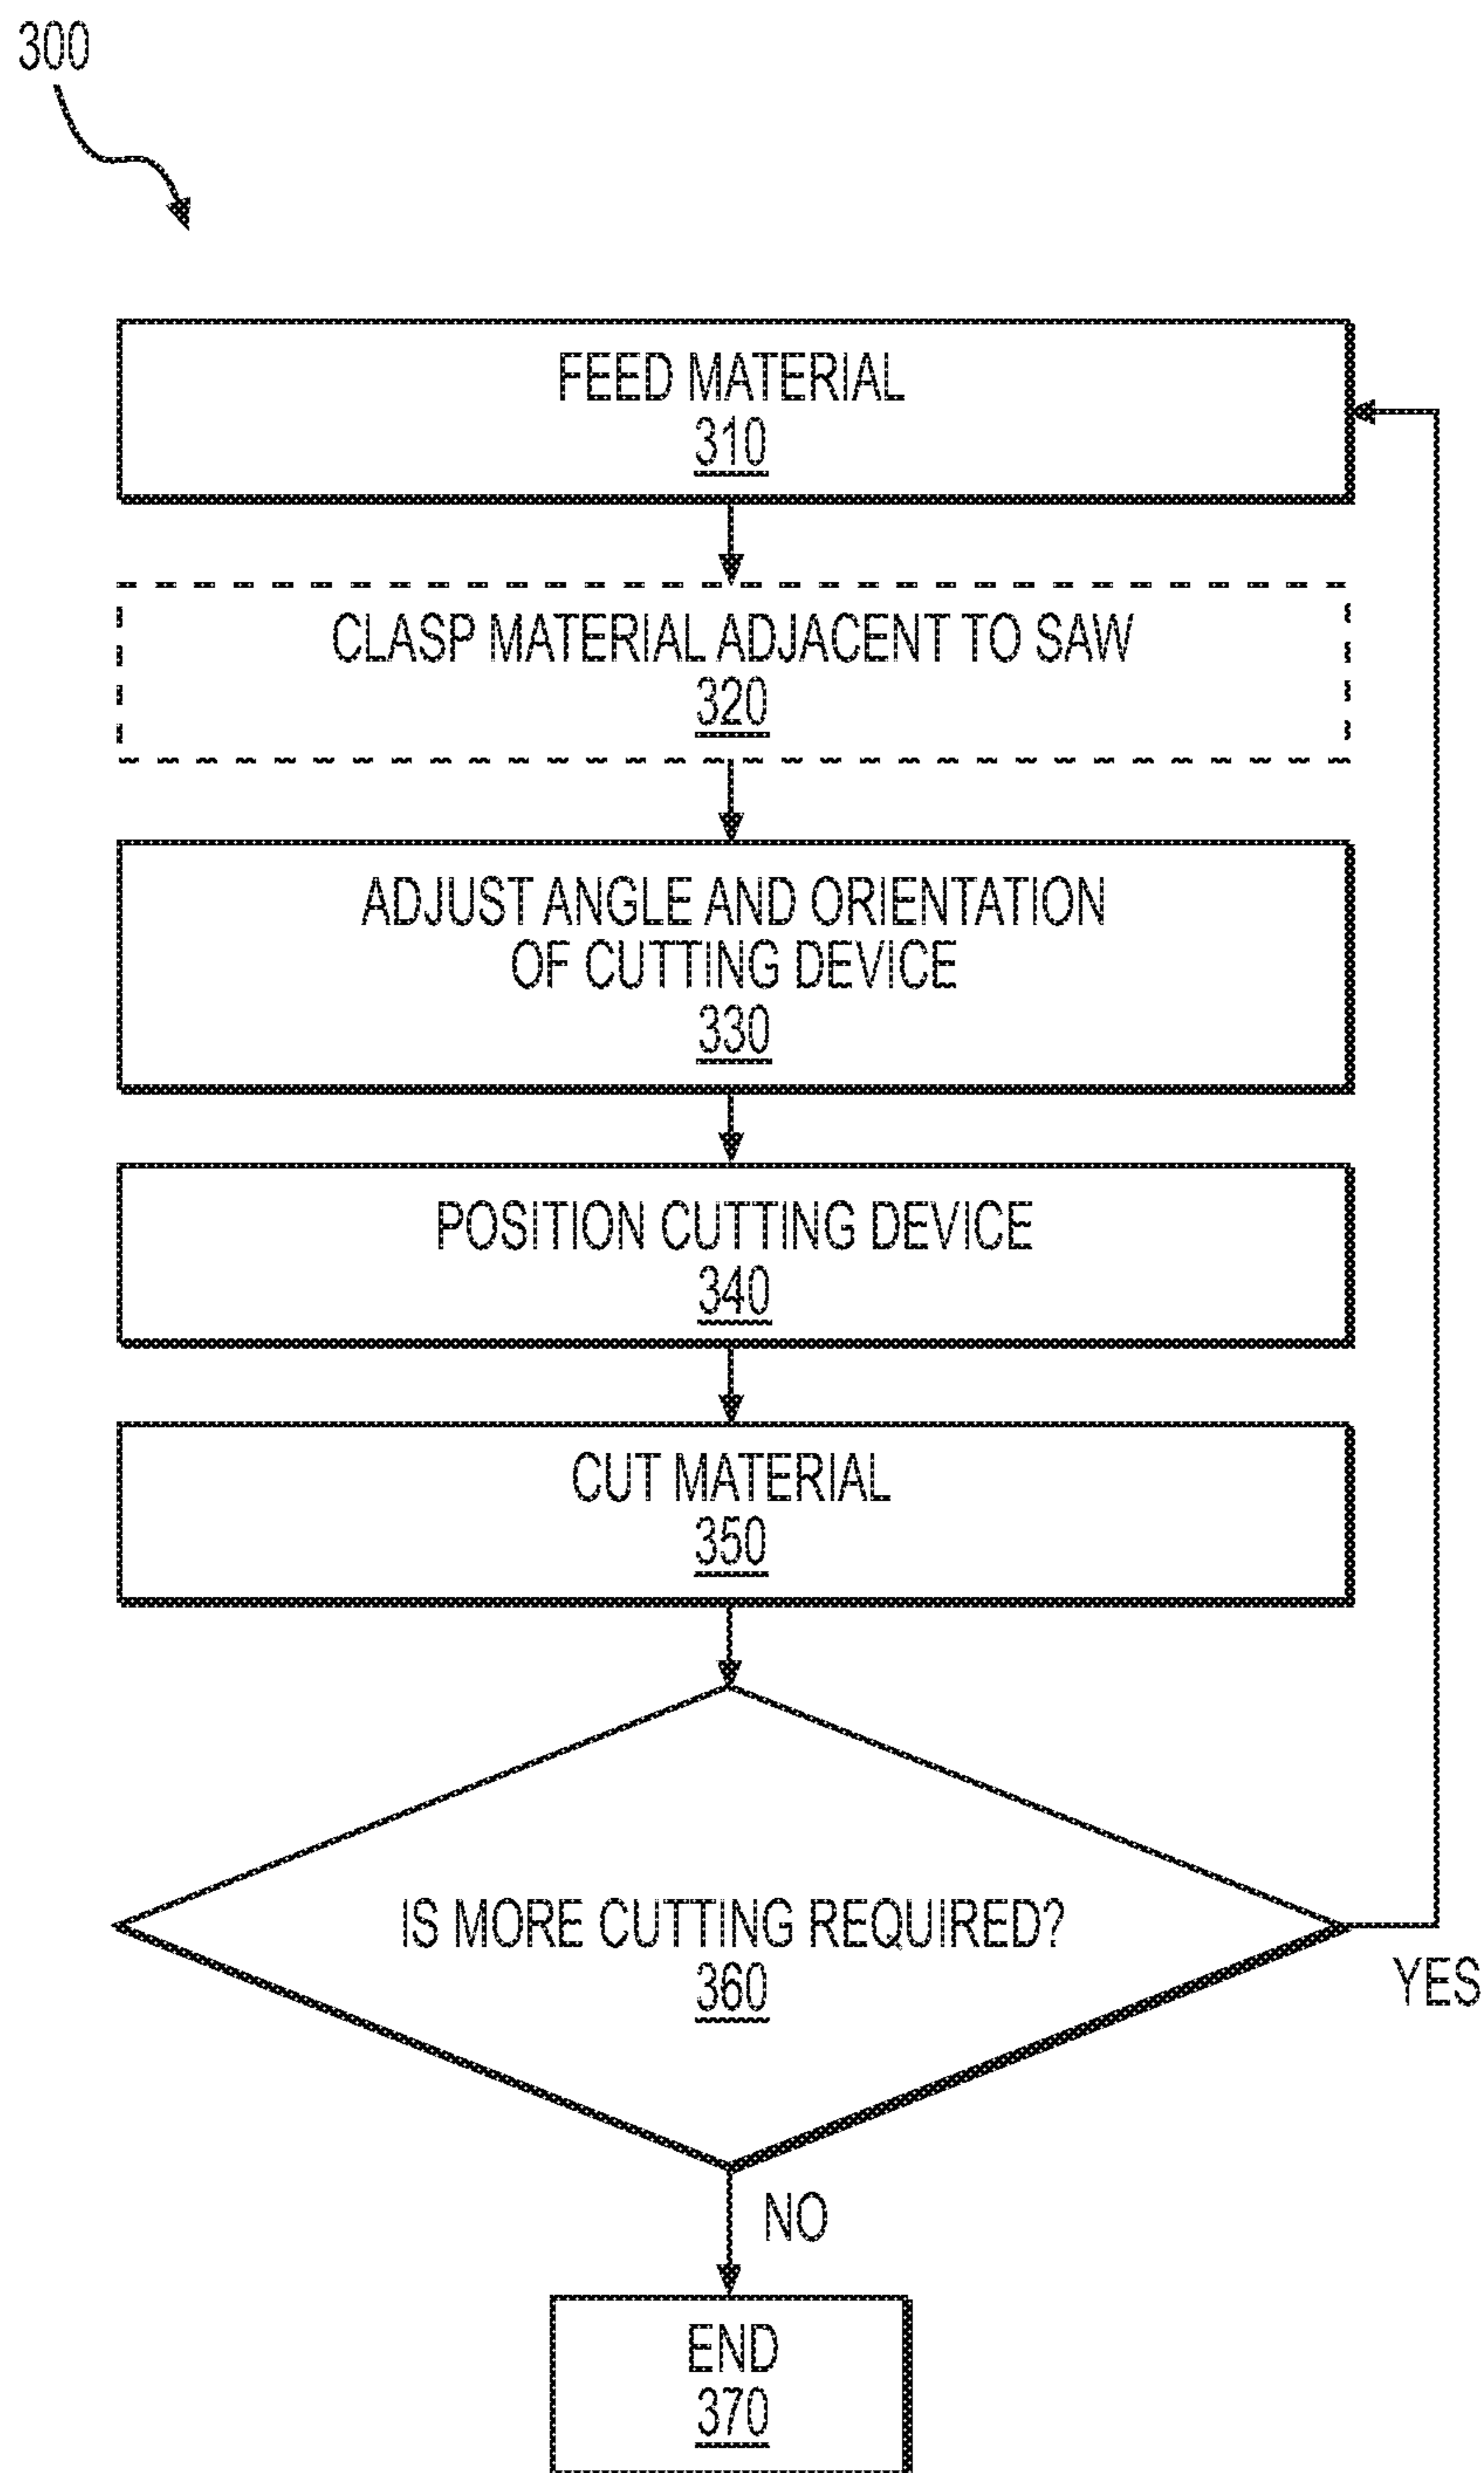 300
FEED MATERIAL
310
CLASP MATERIAL ADJACENT TO SAW
320
ADJUST ANGLE AND ORIENTATION
OF CUTTING DEVICE
330
POSITION CUTTING DEVICE
340
CUT MATERIAL
350
IS MORE CUTTING REQUIRED?
360
YES
NO
END
370